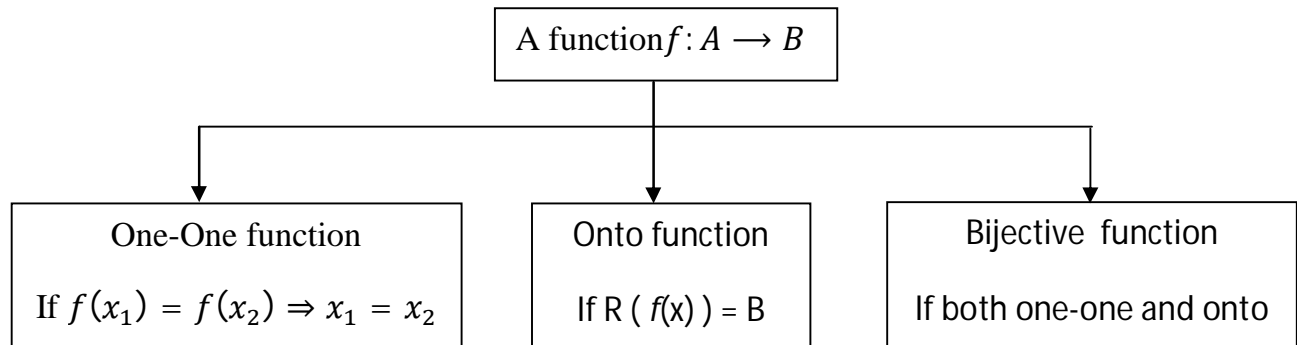 A function𝑓: 𝐴 ⟶ 𝐵
One-One function
If 𝑓(𝑥₁) = 𝑓(𝑥₂) ⇒ 𝑥₁ = 𝑥₂
Onto function
If R ( f(x) ) = B
Bijective function
If both one-one and onto